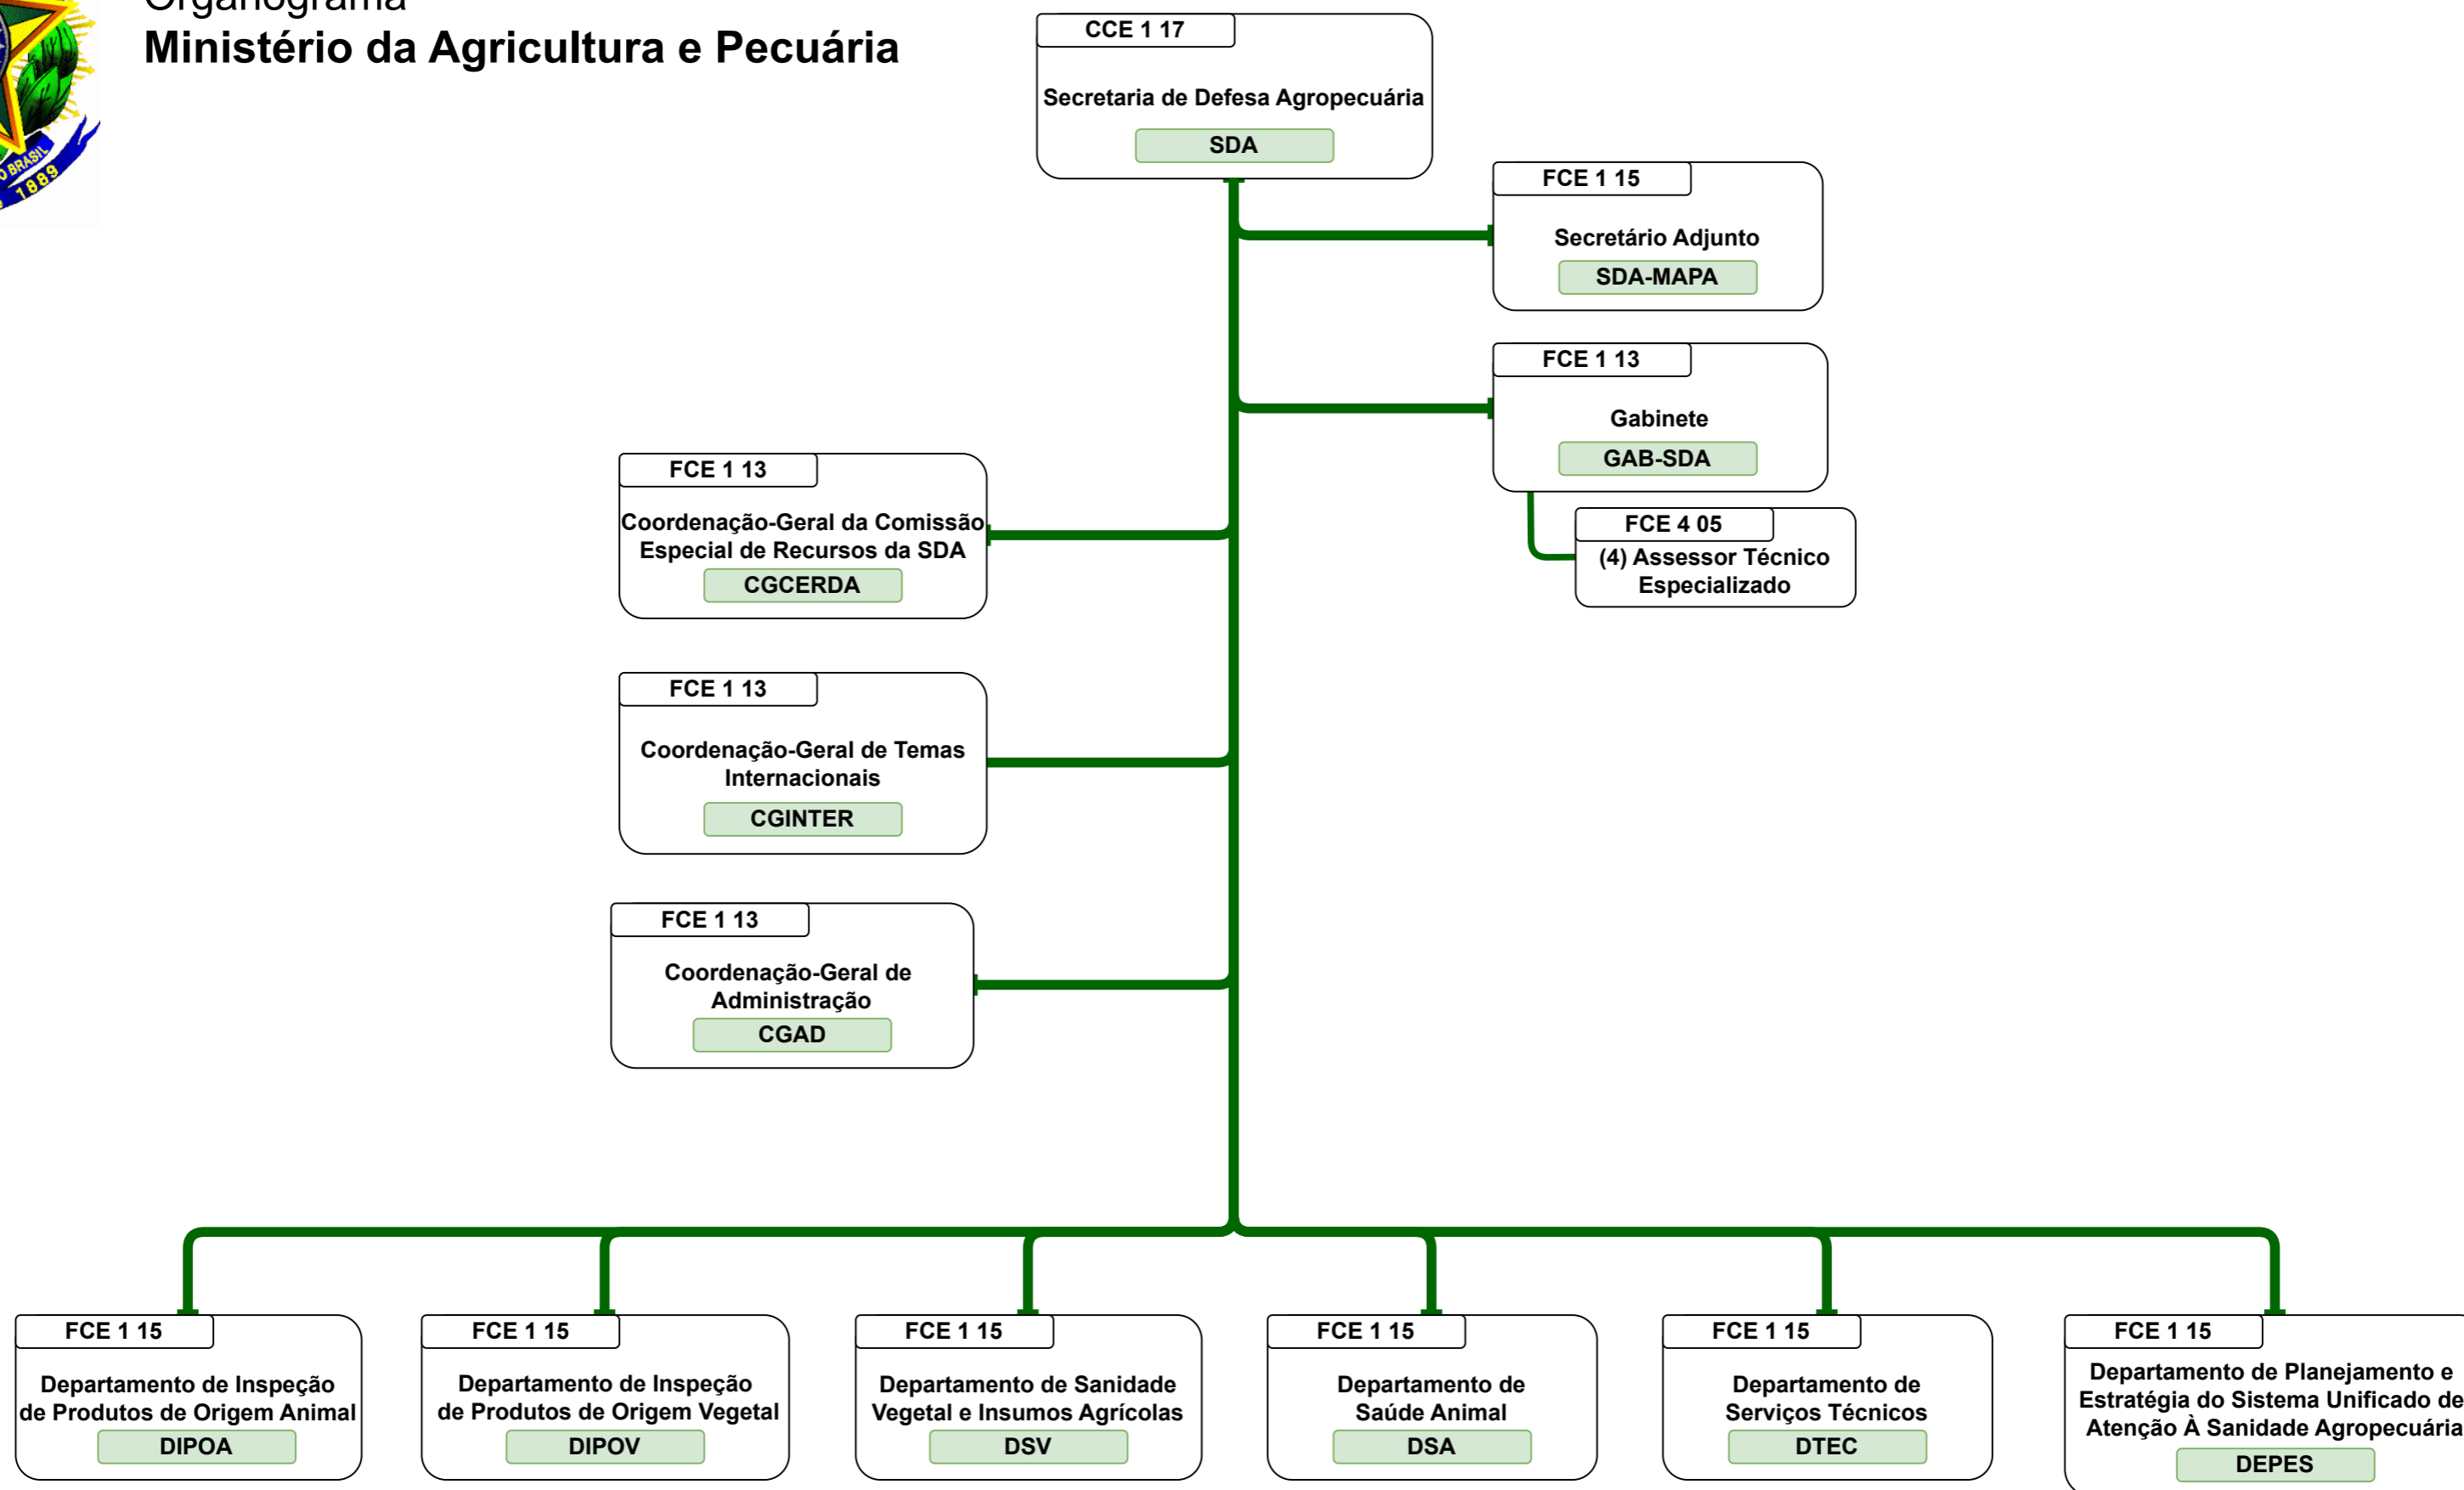 Organograma
Ministério da Agricultura e Pecuária
BRASIL
1889
CCE 1 17
Secretaria de Defesa Agropecuária
SDA
FCE 1 15
Secretário Adjunto
SDA-MAPA
FCE 1 13
Gabinete
GAB-SDA
FCE 4 05
(4) Assessor Técnico
Especializado
FCE 1 13
Coordenação-Geral da Comissão
Especial de Recursos da SDA
CGCERDA
FCE 1 13
Coordenação-Geral de Temas
Internacionais
CGINTER
FCE 1 13
Coordenação-Geral de
Administração
CGAD
FCE 1 15
Departamento de Inspeção
de Produtos de Origem Animal
DIPOA
FCE 1 15
Departamento de Inspeção
de Produtos de Origem Vegetal
DIPOV
FCE 1 15
Departamento de Sanidade
Vegetal e Insumos Agrícolas
DSV
FCE 1 15
Departamento de
Saúde Animal
DSA
FCE 1 15
Departamento de
Serviços Técnicos
DTEC
FCE 1 15
Departamento de Planejamento e
Estratégia do Sistema Unificado de
Atenção À Sanidade Agropecuária
DEPES